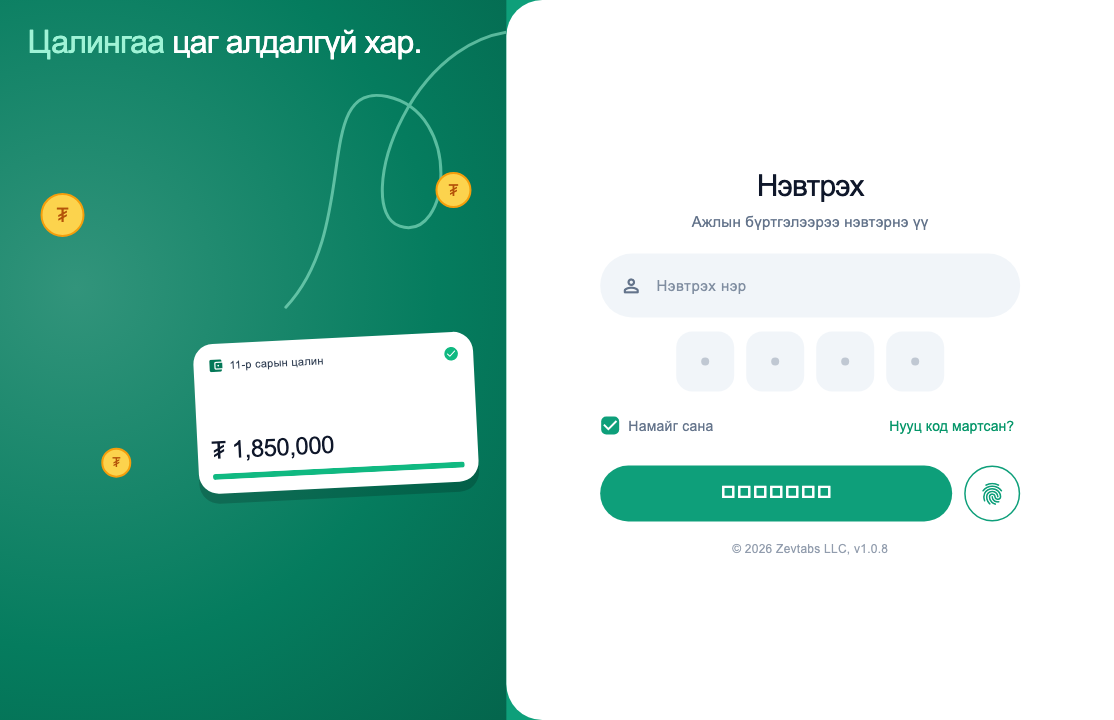 Цалингаа цаг алдалгүй хар.
₮
₮
11-р сарын цалин
₮ 1,850,000
₮
Нэвтрэх
Ажлын бүртгэлээрээ нэвтэрнэ үү
Нэвтрэх нэр
Намайг сана
Нууц код мартсан?
© 2026 Zevtabs LLC, v1.0.8